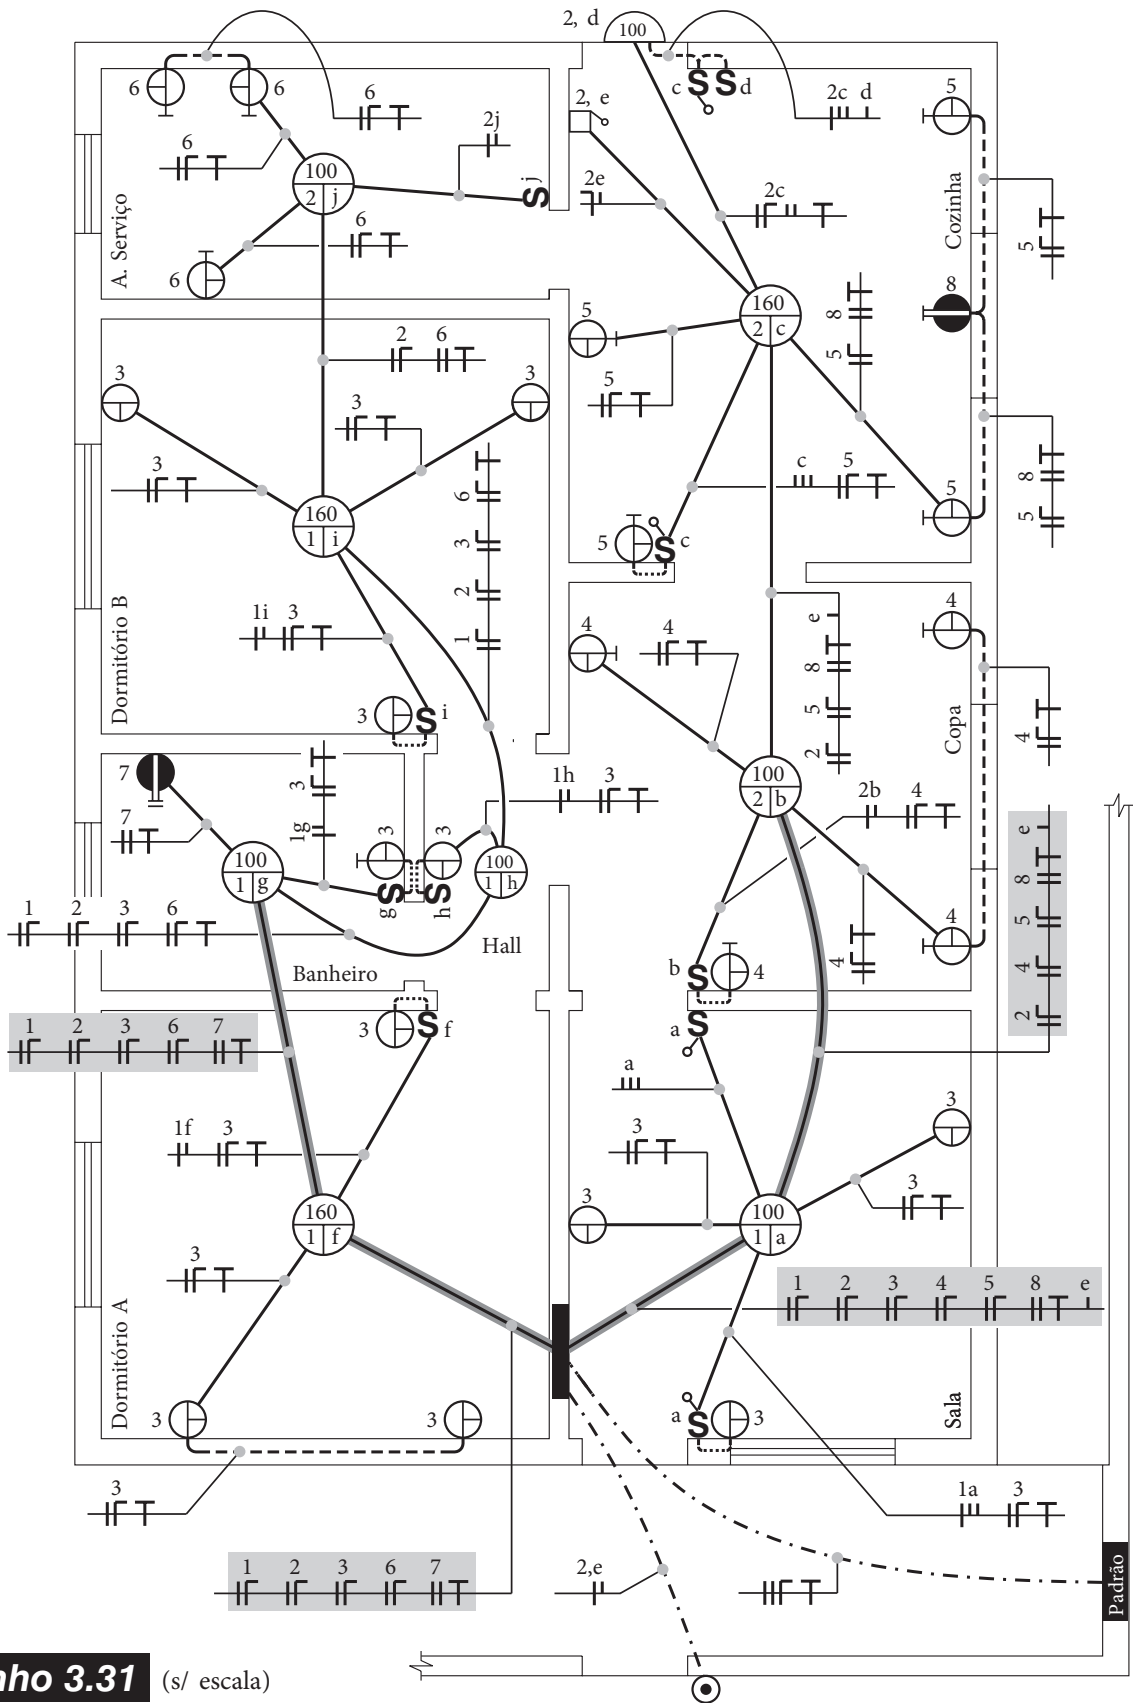 2, d
100
6
6
6
c
d
2c d
5
2, e
2j
6
100
2 j
j
2e
2c
A. Serviço
6
6
Cozinha
5
8
160
2 c
5
8
5
2 6
3
3
3
5
3
c 5
8
5
160
1 i
6
3
2
1
5
c
5
1i 3
Dormitório B
3
i
4
4
4
e
8
5
2
Copa
4
7
3
1g
7
1h 3
100
2 b
2b 4
3
3
100
1 g
g
h
100
1 h
1 2 3 6
Hall
Banheiro
b
4
4
4
e
8
5
4
2
1 2 3 6 7
3
f
a
a
1f 3
3
3
3
160
1 f
3
100
1 a
3
3
1 2 3 4 5 8 e
Dormitório A
3
3
a
3
Sala
3
1a 3
1 2 3 6 7
2,e
Padrão
nho 3.31 (s/ escala)